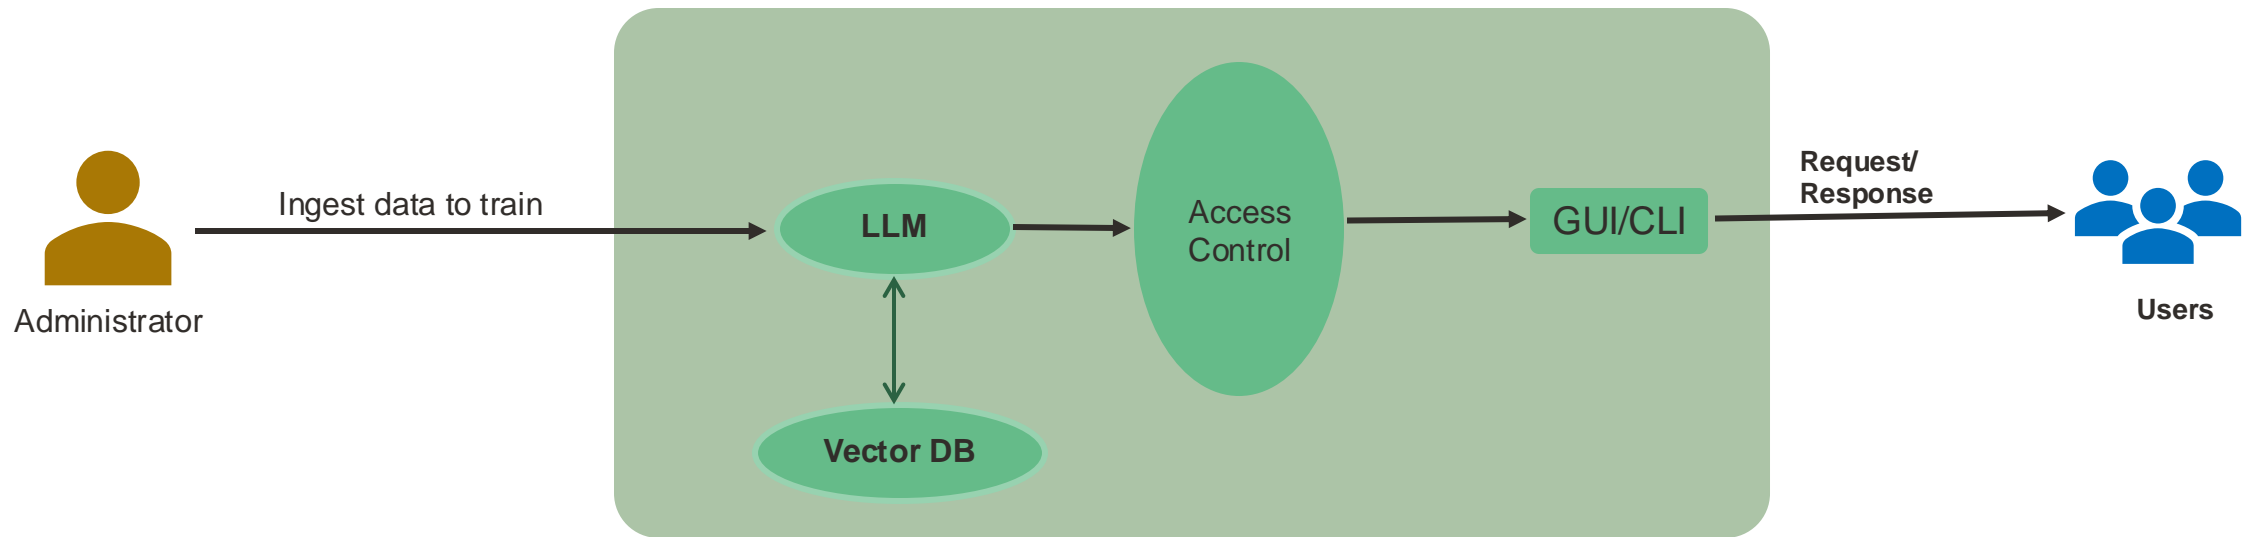 Administrator
Ingest data to train
LLM
Vector DB
Access
Control
GUI/CLI
Request/
Response
Users